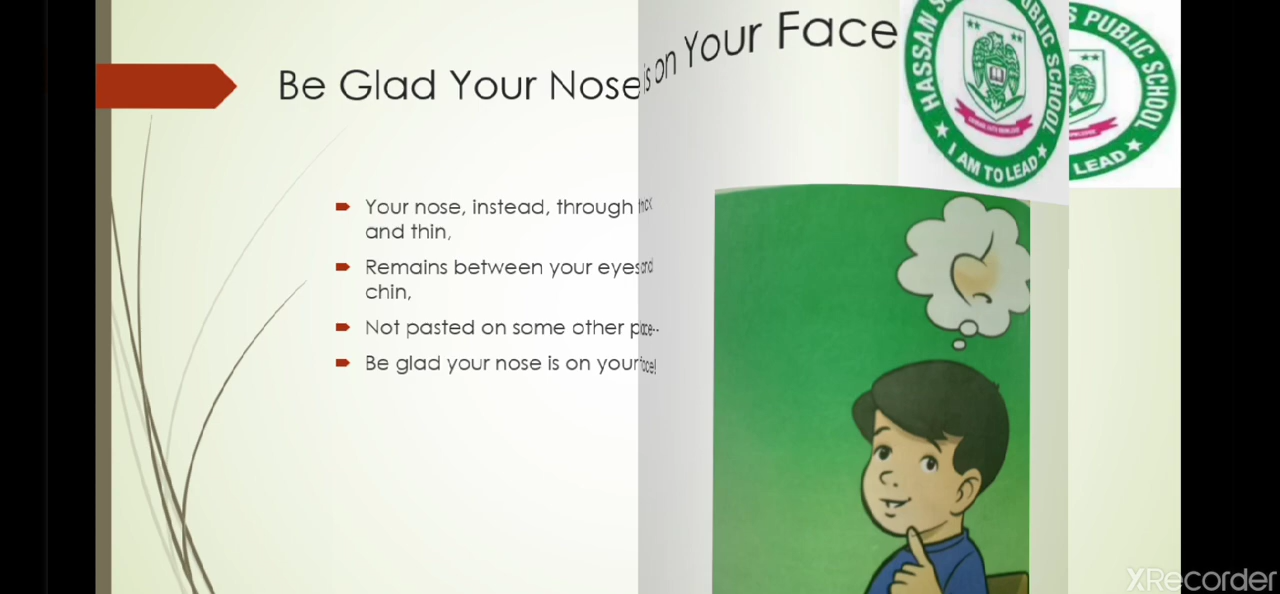 Be Glad Your Nose is on Your Face
Your nose, instead, through thick
and thin,
Remains between your eyes and
chin,
Not pasted on some other place--
Be glad your nose is on your face!
HASSAN S PUBLIC SCHOOL
I AM TO LEAD
S PUBLIC SCHOOL
LEAD
XRecorder